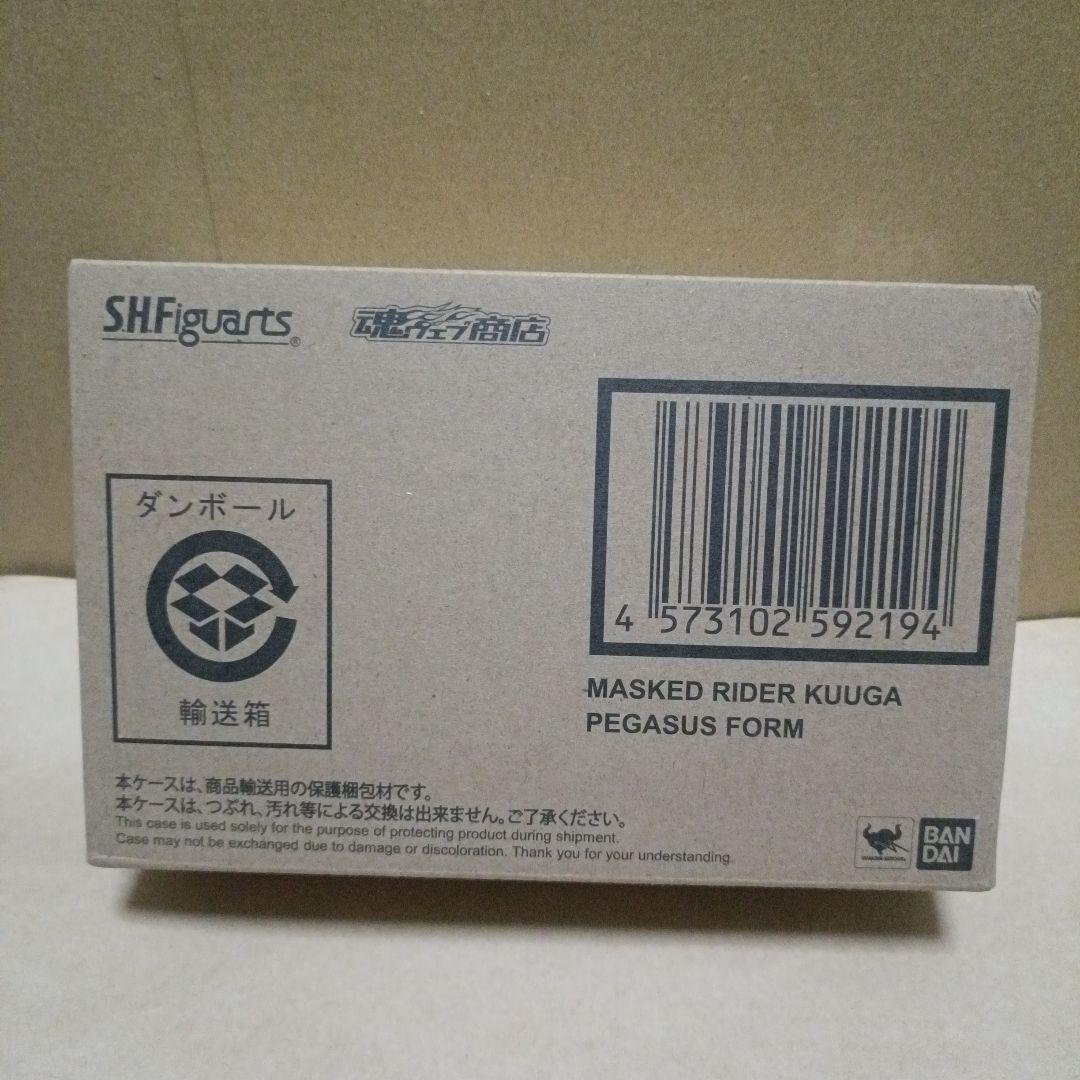 S.H.Figuarts®
魂ウェブ商店
ダンボール
輸送箱
4 573102 592194
MASKED RIDER KUUGA
PEGASUS FORM
本ケースは、商品輸送用の保護梱包材です。
本ケースは、つぶれ、汚れ等による交換は出来ません。ご了承ください。
This case is used solely for the purpose of protecting product during shipment.
Case may not be exchanged due to damage or discoloration. Thank you for your understanding.
BAN
DAI